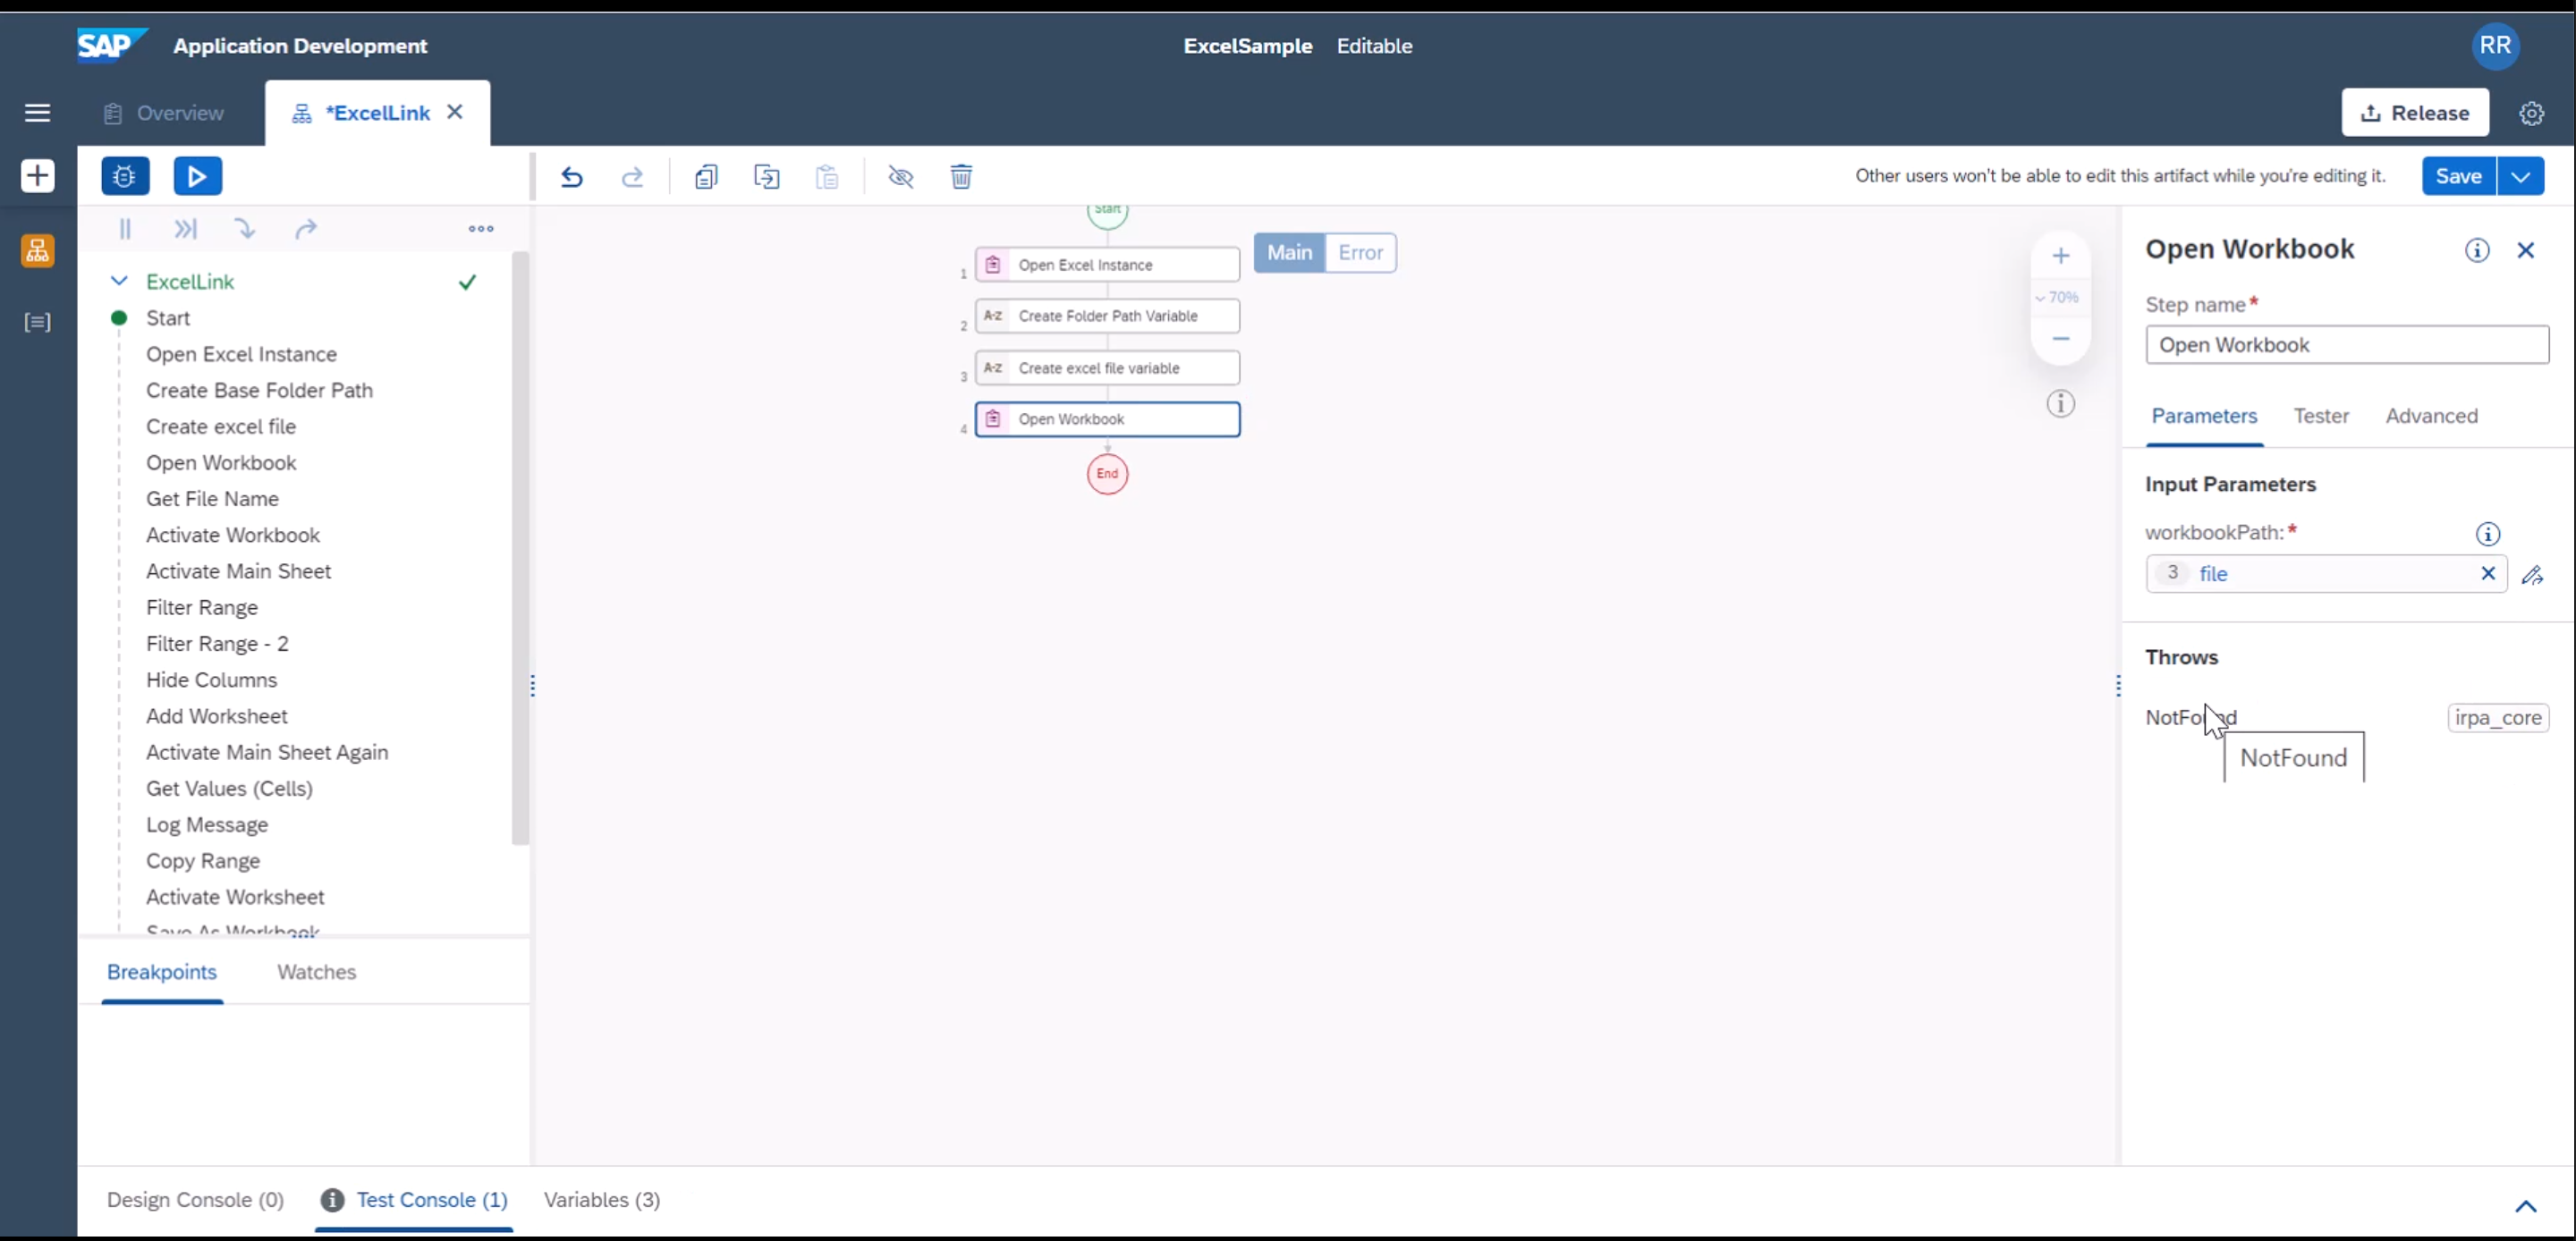 SAP Application Development
ExcelSample Editable
RR
Overview
*ExcelLink
Release
Other users won't be able to edit this artifact while you're editing it.
Save
ExcelLink
Start
Open Excel Instance
Create Base Folder Path
Create excel file
Open Workbook
Get File Name
Activate Workbook
Activate Main Sheet
Filter Range
Filter Range - 2
Hide Columns
Add Worksheet
Activate Main Sheet Again
Get Values (Cells)
Log Message
Copy Range
Activate Worksheet
Save As Workbook
Breakpoints Watches
Start
Main Error
1 Open Excel Instance
2 A-Z Create Folder Path Variable
3 A-Z Create excel file variable
4 Open Workbook
End
70%
Open Workbook
Step name*
Open Workbook
Parameters Tester Advanced
Input Parameters
workbookPath:*
3 file
Throws
NotFound irpa_core
NotFound
Design Console (0) Test Console (1) Variables (3)